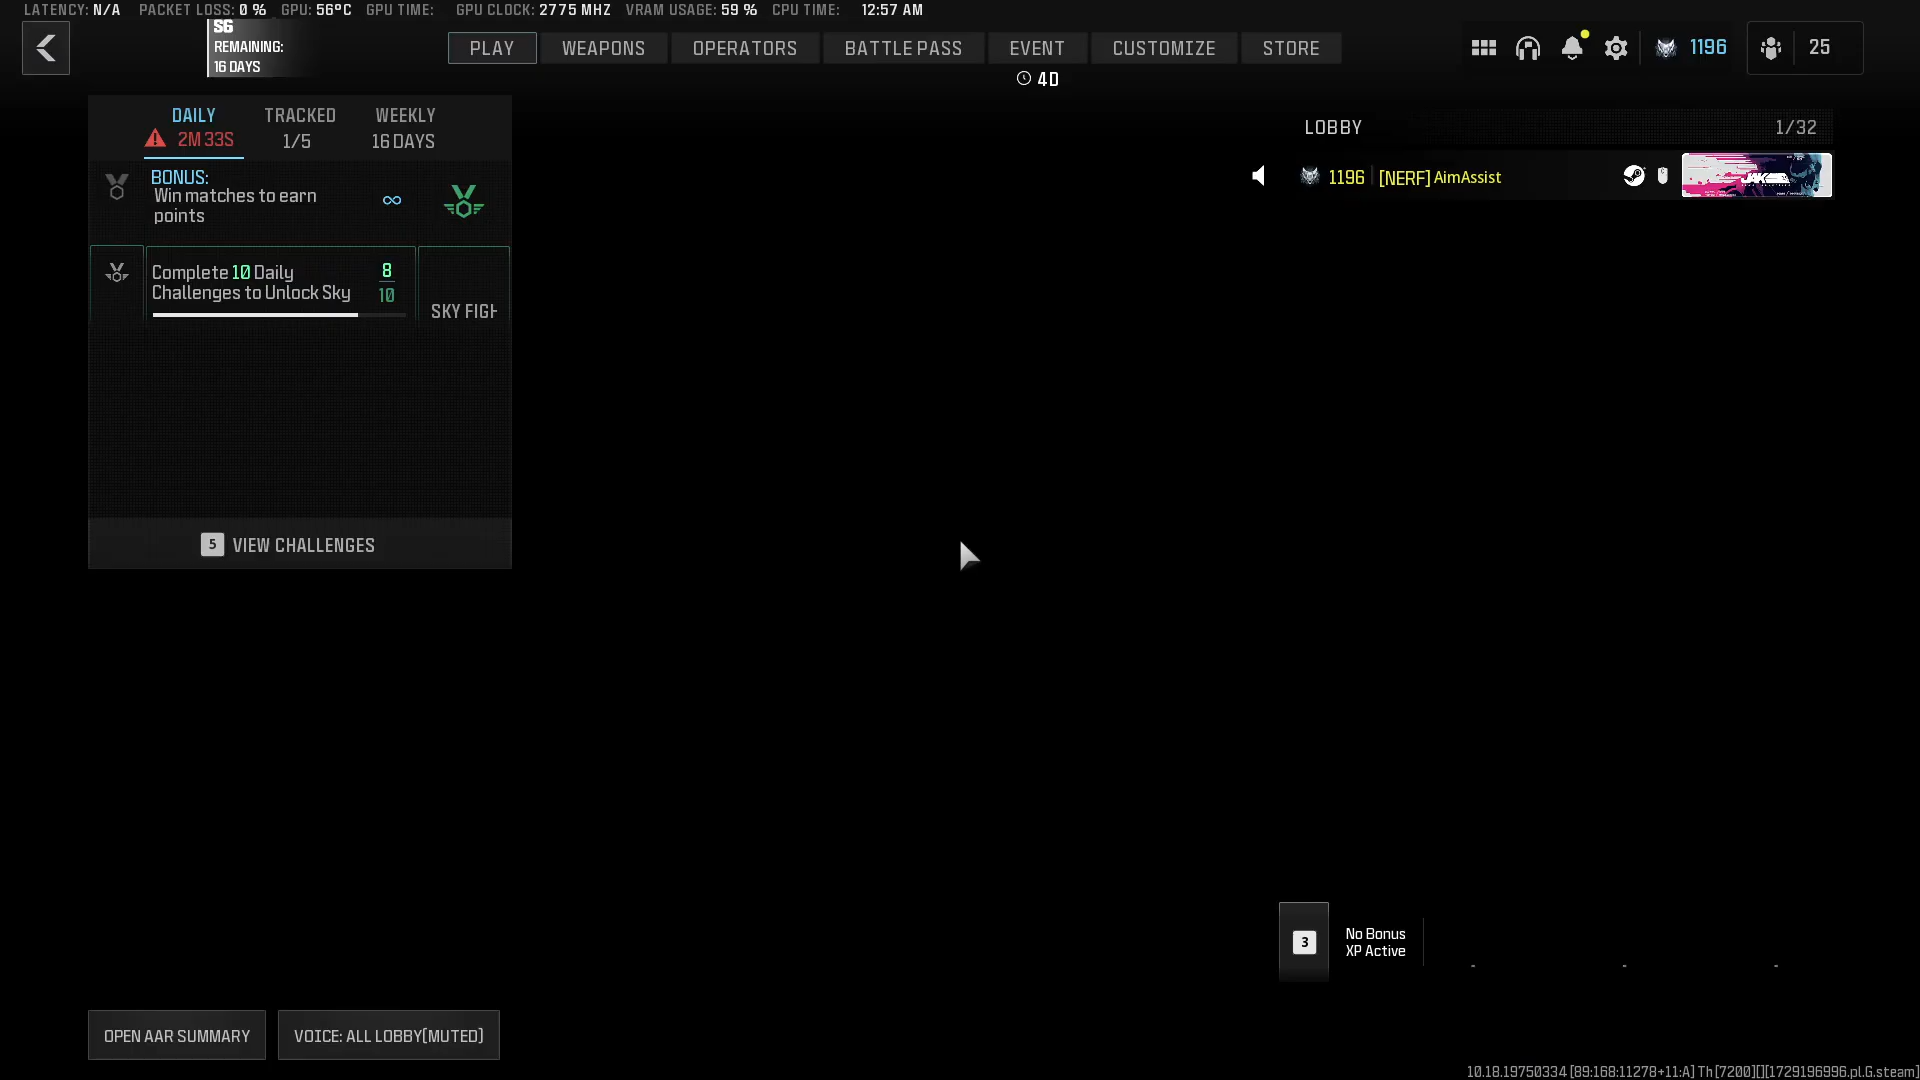 LATENCY: N/A PACKET LOSS: 0 % GPU: 56°C GPU TIME: GPU CLOCK: 2775 MHZ VRAM USAGE: 59 % CPU TIME: 12:57 AM
S6
REMAINING:
16 DAYS
PLAY WEAPONS OPERATORS BATTLE PASS EVENT CUSTOMIZE STORE
4D
1196 25
DAILY TRACKED WEEKLY
2M 33S 1/5 16 DAYS
BONUS:
Win matches to earn
points
∞
Complete 10 Daily
Challenges to Unlock Sky
8
10
SKY FIGH
5 VIEW CHALLENGES
LOBBY 1/32
1196 [NERF] AimAssist
JAK
3
No Bonus
XP Active
- - -
OPEN AAR SUMMARY VOICE: ALL LOBBY[MUTED]
10.18.19750334 [89:168:11278+11:A] Th [7200][][1729196996.pl.G.steam]